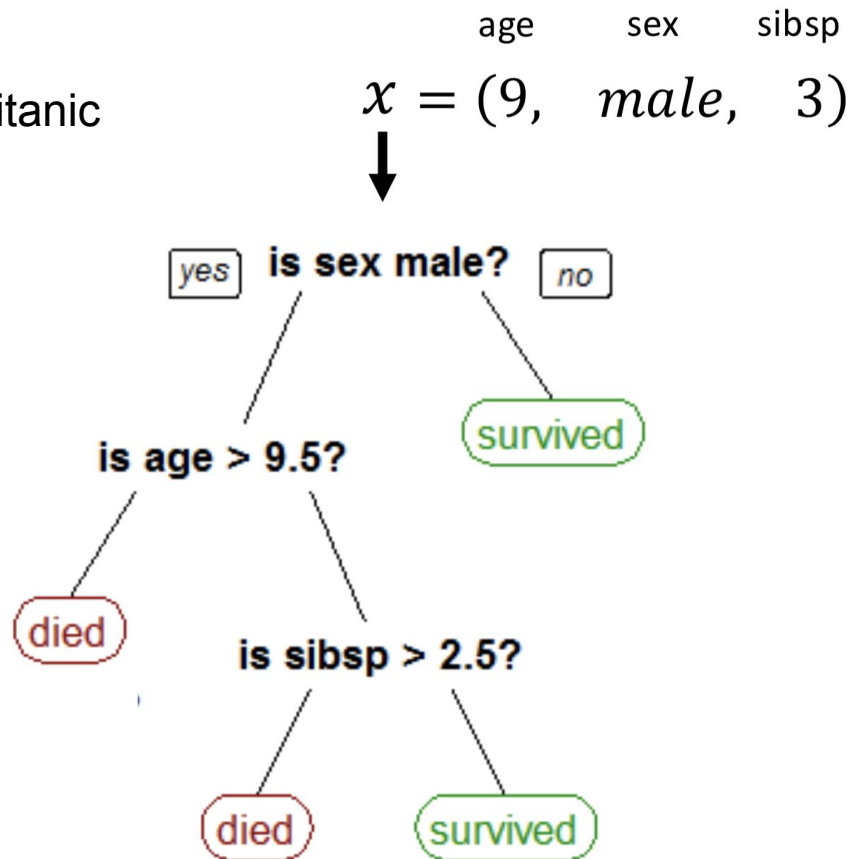 age sex sibsp
itanic x = (9, male, 3)
yes is sex male? no
survived
is age > 9.5?
died
is sibsp > 2.5?
died survived